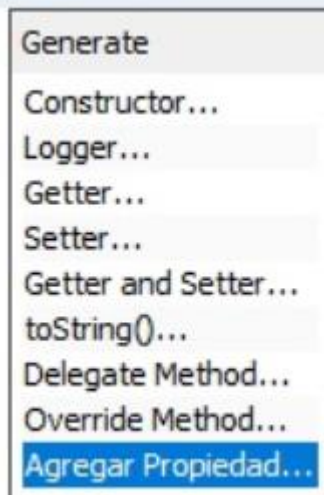 Generate
Constructor...
Logger...
Getter...
Setter...
Getter and Setter...
toString()...
Delegate Method...
Override Method...
Agregar Propiedad...